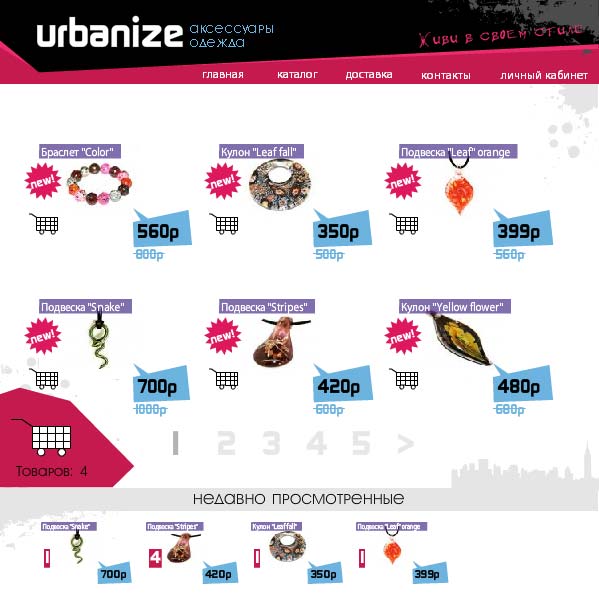 urbanize
аксессуары
одежда
Живи в своем стиле
главная каталог доставка контакты личный кабинет
Браслет "Color"
new!
560р
800р
Кулон "Leaf fall"
new!
350р
500р
Подвеска "Leaf" orange
new!
399р
560р
Подвеска "Snake"
new!
700р
1000р
Подвеска "Stripes"
new!
420р
600р
Кулон "Yellow flower"
new!
480р
680р
1 2 3 4 5 >
Товаров: 4
недавно просмотренные
Подвеска "Snake"
1
700р
Подвеска "Stripes"
4
420р
Кулон "Leaf fall"
1
350р
Подвеска "Leaf" orange
1
399р